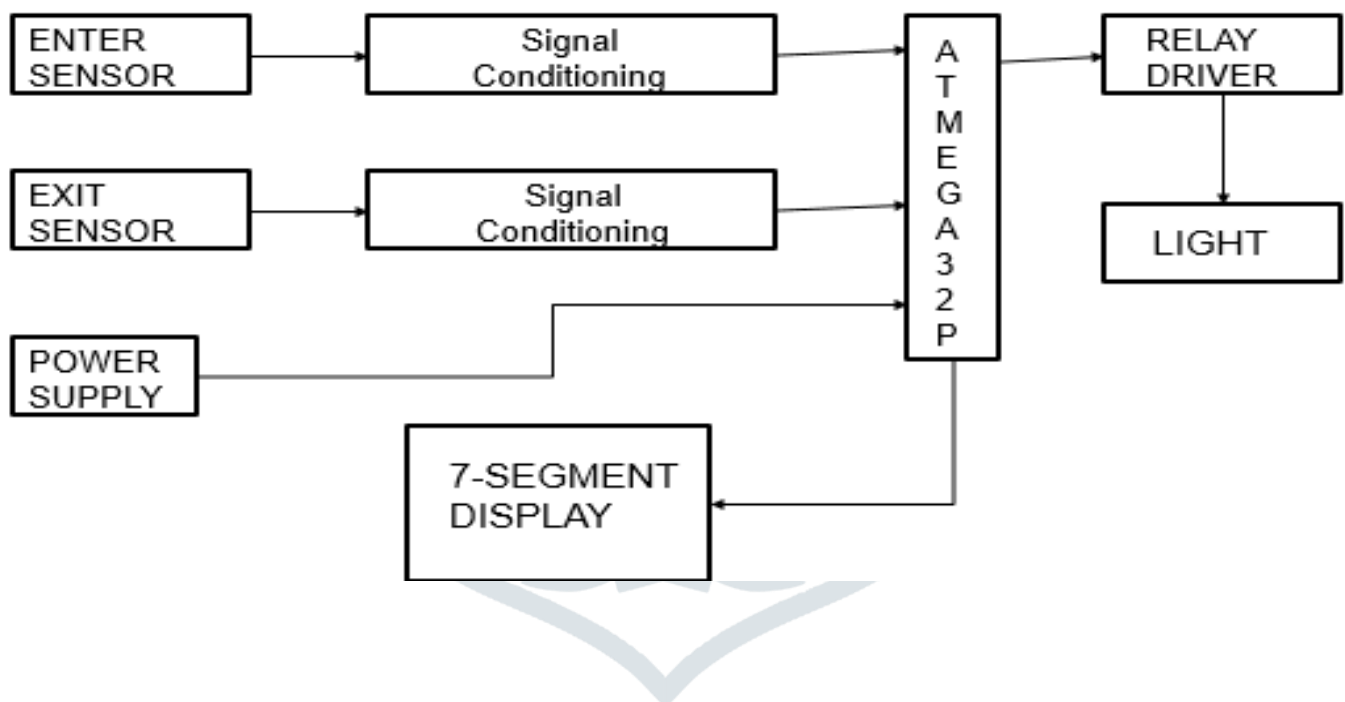 ENTER
SENSOR
Signal
Conditioning
A
T
M
E
G
A
3
2
P
RELAY
DRIVER
EXIT
SENSOR
Signal
Conditioning
LIGHT
POWER
SUPPLY
7-SEGMENT
DISPLAY